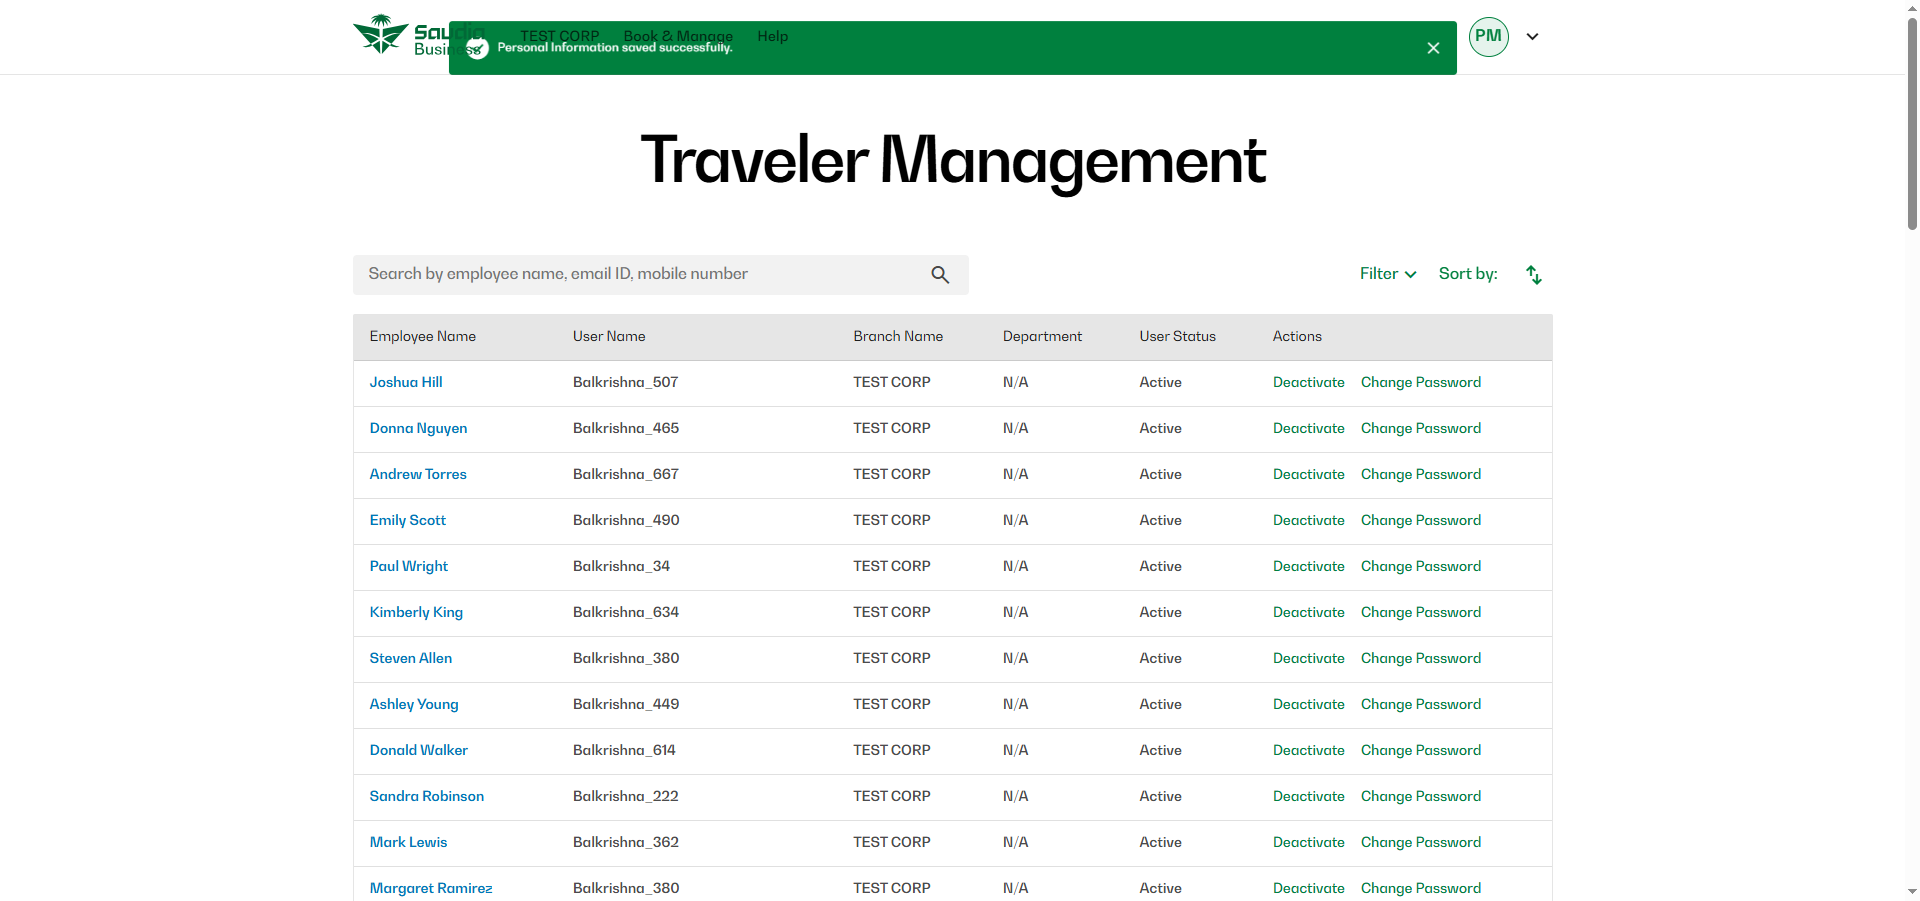 Saudia
Business
TEST CORP Book & Manage Help
Personal Information saved successfully.
PM
Traveler Management
Search by employee name, email ID, mobile number
Filter Sort by:
Employee Name User Name Branch Name Department User Status Actions
Joshua Hill Balkrishna_507 TEST CORP N/A Active Deactivate Change Password
Donna Nguyen Balkrishna_465 TEST CORP N/A Active Deactivate Change Password
Andrew Torres Balkrishna_667 TEST CORP N/A Active Deactivate Change Password
Emily Scott Balkrishna_490 TEST CORP N/A Active Deactivate Change Password
Paul Wright Balkrishna_34 TEST CORP N/A Active Deactivate Change Password
Kimberly King Balkrishna_634 TEST CORP N/A Active Deactivate Change Password
Steven Allen Balkrishna_380 TEST CORP N/A Active Deactivate Change Password
Ashley Young Balkrishna_449 TEST CORP N/A Active Deactivate Change Password
Donald Walker Balkrishna_614 TEST CORP N/A Active Deactivate Change Password
Sandra Robinson Balkrishna_222 TEST CORP N/A Active Deactivate Change Password
Mark Lewis Balkrishna_362 TEST CORP N/A Active Deactivate Change Password
Margaret Ramirez Balkrishna_380 TEST CORP N/A Active Deactivate Change Password